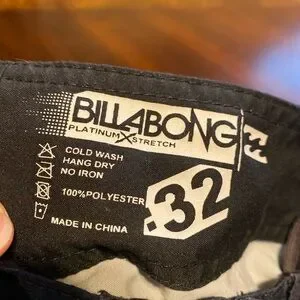 BILLABONG
PLATINUM X STRETCH
COLD WASH
HANG DRY
NO IRON
100% POLYESTER
32
MADE IN CHINA